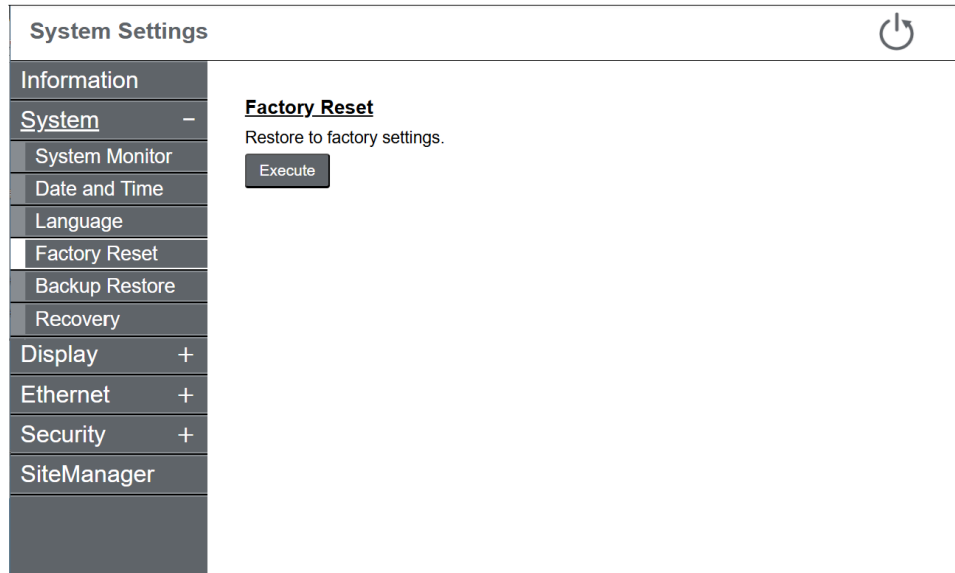 System Settings
Information
System −
System Monitor
Date and Time
Language
Factory Reset
Backup Restore
Recovery
Display +
Ethernet +
Security +
SiteManager
Factory Reset
Restore to factory settings.
Execute